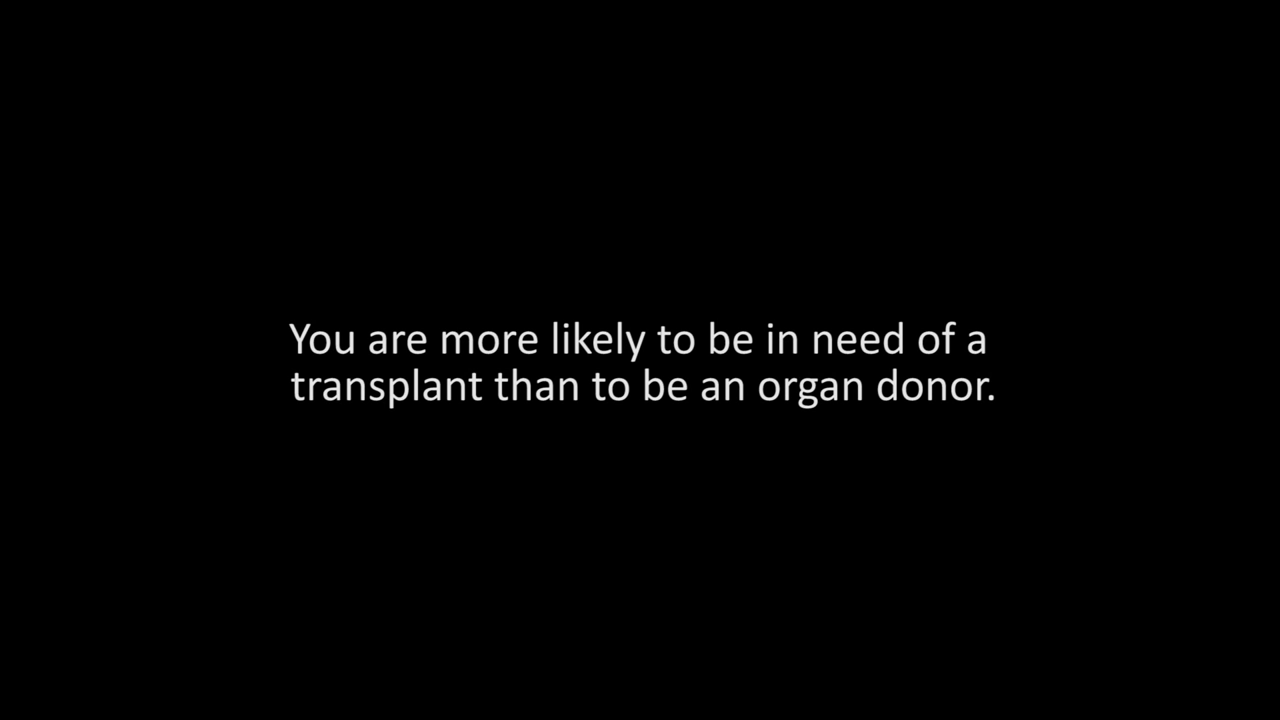 You are more likely to be in need of a
transplant than to be an organ donor.